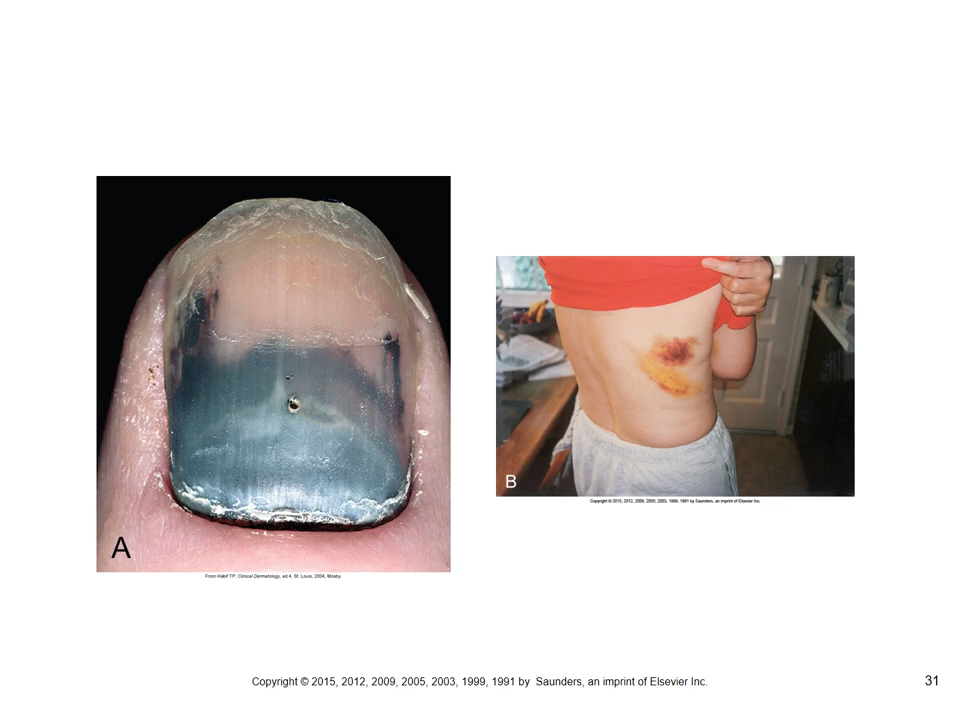 A
From Habif TP: Clinical Dermatology, ed 4, St. Louis, 2004, Mosby.
B
Copyright © 2015, 2012, 2009, 2005, 2003, 1999, 1991 by Saunders, an imprint of Elsevier Inc.
Copyright © 2015, 2012, 2009, 2005, 2003, 1999, 1991 by  Saunders, an imprint of Elsevier Inc.
31